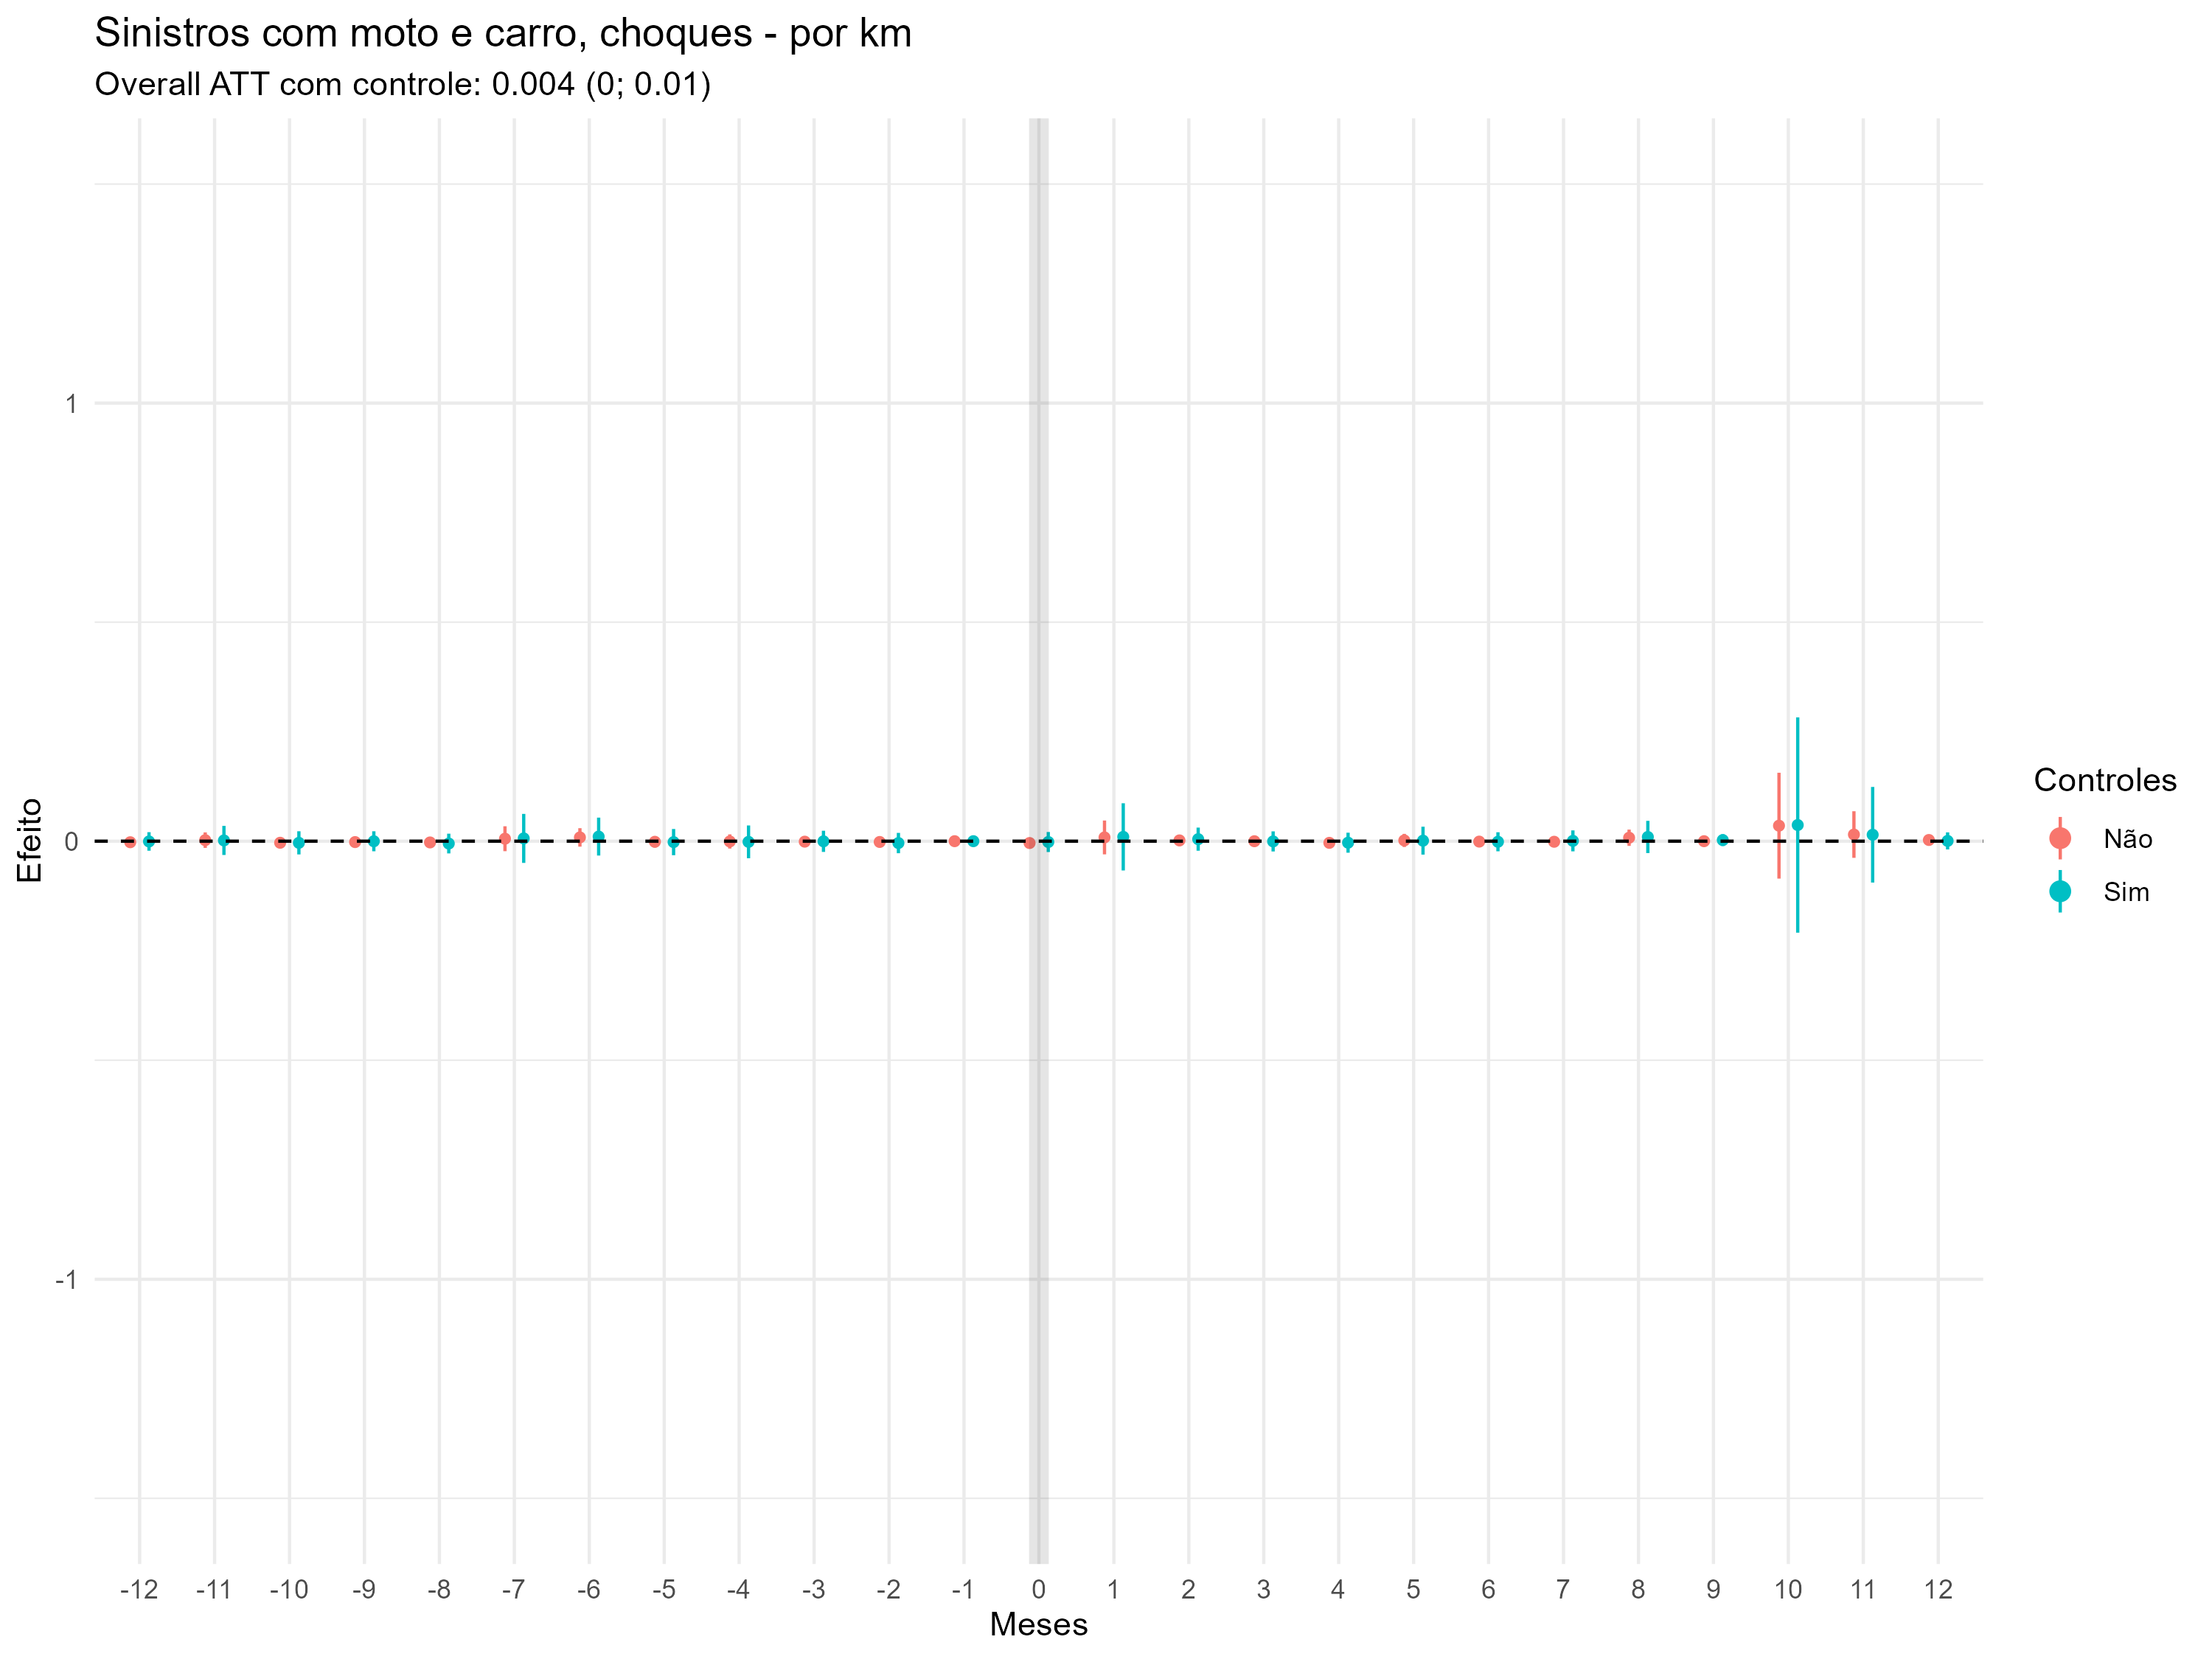 Sinistros com moto e carro, choques - por km
Overall ATT com controle: 0.004 (0; 0.01)
Efeito
1
0
-1
-12 -11 -10 -9 -8 -7 -6 -5 -4 -3 -2 -1 0 1 2 3 4 5 6 7 8 9 10 11 12
Meses
Controles
Não
Sim